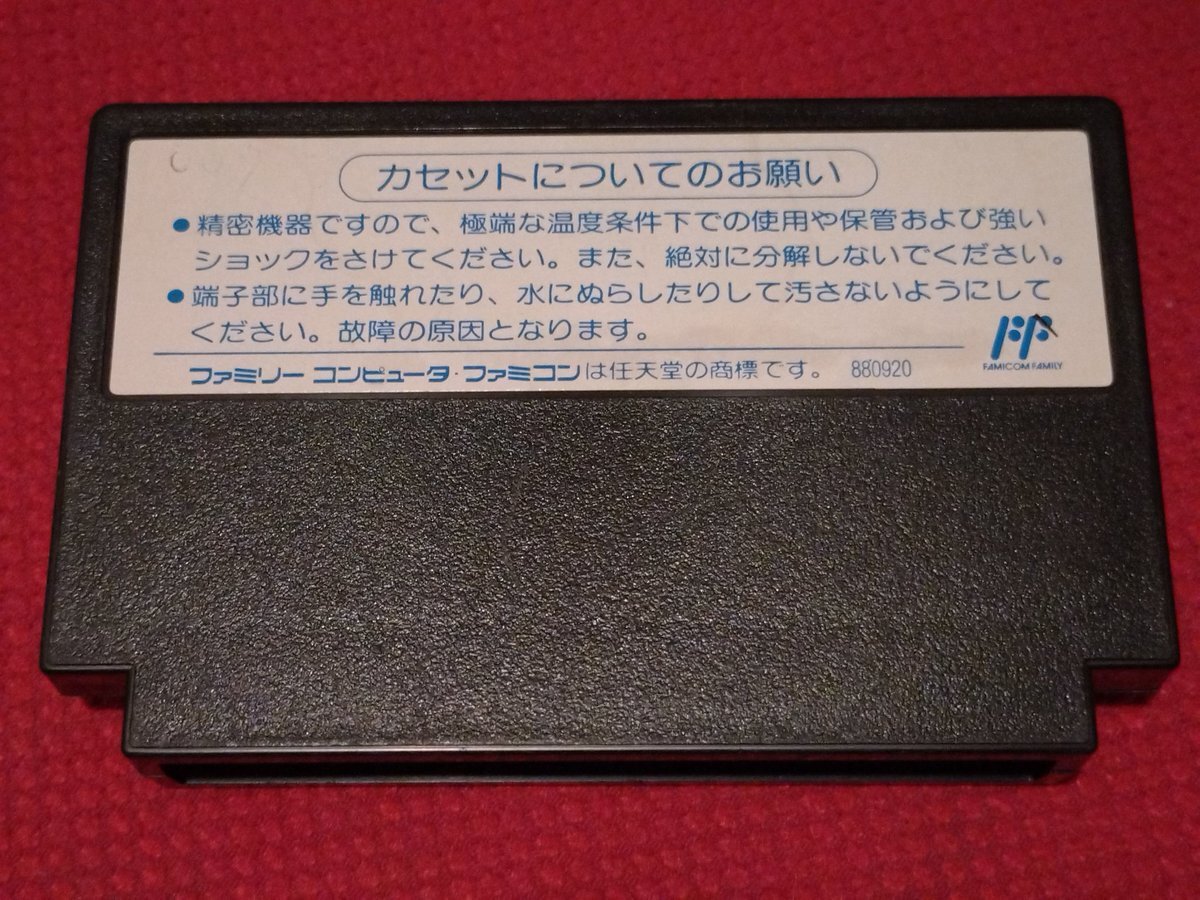 カセットについてのお願い
●精密機器ですので、極端な温度条件下での使用や保管および強い
ショックをさけてください。また、絶対に分解しないでください。
●端子部に手を触れたり、水にぬらしたりして汚さないようにして
ください。故障の原因となります。
FF
FAMICOM FAMILY
ファミリー コンピュータ・ファミコンは任天堂の商標です。 880920